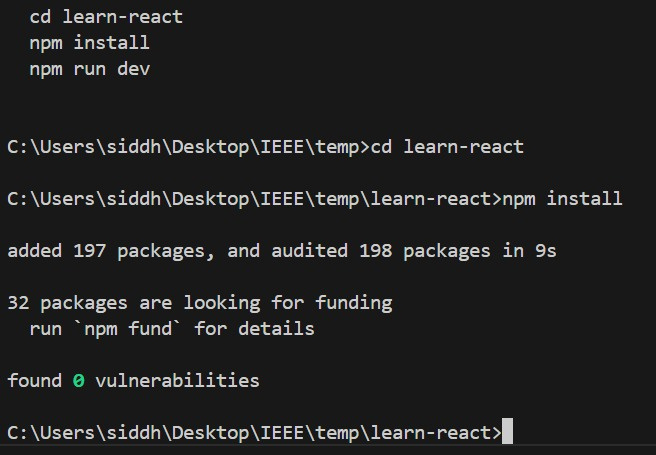 cd learn-react
npm install
npm run dev
C:\Users\siddh\Desktop\IEEE\temp>cd learn-react
C:\Users\siddh\Desktop\IEEE\temp\learn-react>npm install
added 197 packages, and audited 198 packages in 9s
32 packages are looking for funding
run `npm fund` for details
found 0 vulnerabilities
C:\Users\siddh\Desktop\IEEE\temp\learn-react>